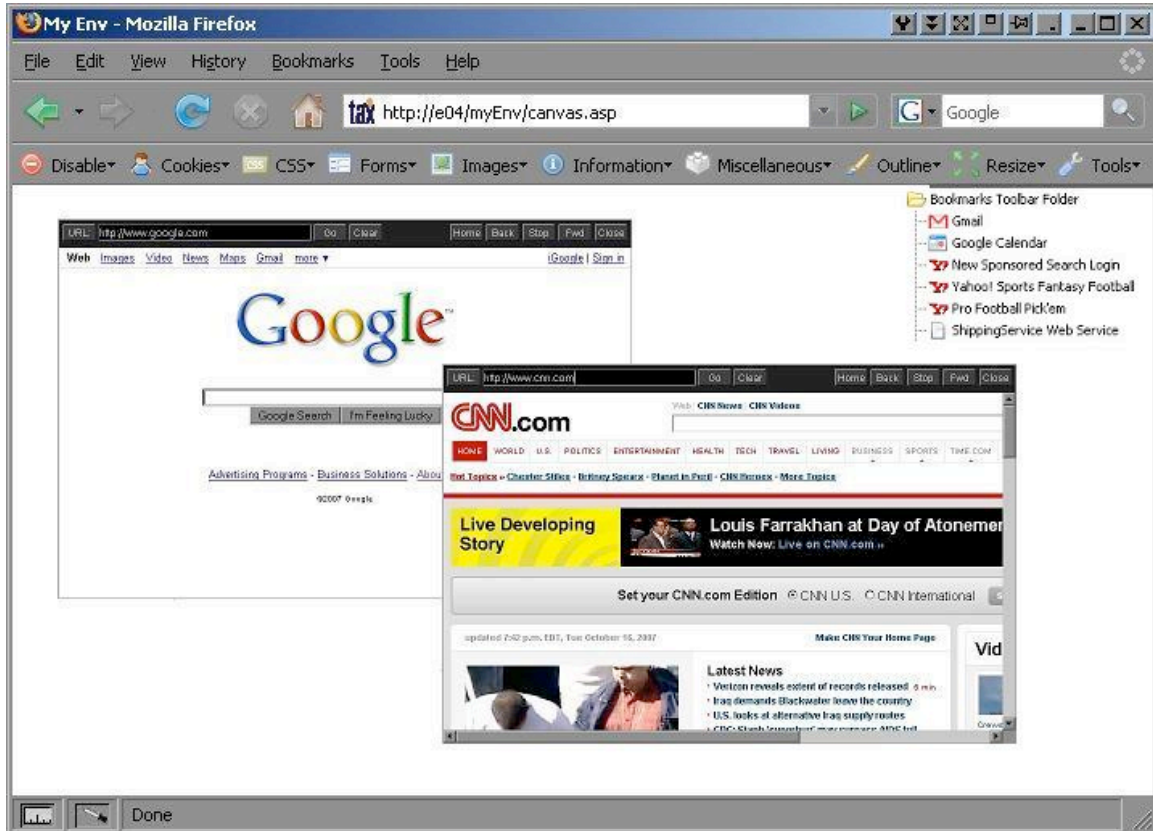 My Env - Mozilla Firefox
File Edit View History Bookmarks Tools Help
tax http://e04/myEnv/canvas.asp G Google
Disable Cookies CSS Forms Images Information Miscellaneous Outline Resize Tools
Bookmarks Toolbar Folder
Gmail
Google Calendar
New Sponsored Search Login
Yahoo! Sports Fantasy Football
Pro Football Pick'em
ShippingService Web Service
URL: http://www.google.com Go Clear Home Back Stop Fwd Close
Web Images Video News Maps Gmail more ▼ iGoogle | Sign in
Google™
Google Search I'm Feeling Lucky
Advertising Programs - Business Solutions - Abou
©2007 Google
URL: http://www.cnn.com Go Clear Home Back Stop Fwd Close
CNN.com
Web CNN News CNN Videos
HOME WORLD U.S. POLITICS ENTERTAINMENT HEALTH TECH TRAVEL LIVING BUSINESS SPORTS TIME.COM
Hot Topics » Chester Stiles - Britney Spears - Planet in Peril - CNN Heroes - More Topics
Live Developing
Story
Louis Farrakhan at Day of Atonemen
Watch Now: Live on CNN.com »
Set your CNN.com Edition CNN U.S. CNN International
updated 7:42 p.m. EDT, Tue October 16, 2007 Make CNN Your Home Page
Vid
Latest News
Verizon reveals extent of records released 6 min
Iraq demands Blackwater leave the country
U.S. looks at alternative Iraq supply routes
Done